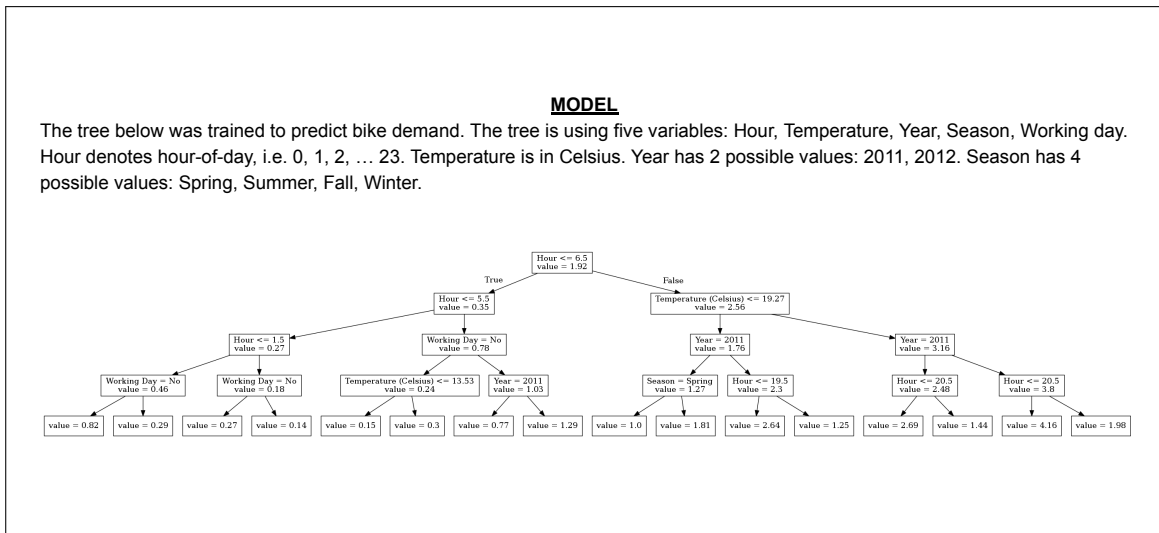 MODEL
The tree below was trained to predict bike demand. The tree is using five variables: Hour, Temperature, Year, Season, Working day.
Hour denotes hour-of-day, i.e. 0, 1, 2, … 23. Temperature is in Celsius. Year has 2 possible values: 2011, 2012. Season has 4
possible values: Spring, Summer, Fall, Winter.
Hour <= 6.5
value = 1.92
True
False
Hour <= 5.5
value = 0.35
Temperature (Celsius) <= 19.27
value = 2.56
Hour <= 1.5
value = 0.27
Working Day = No
value = 0.78
Year = 2011
value = 1.76
Year = 2011
value = 3.16
Working Day = No
value = 0.46
Working Day = No
value = 0.18
Temperature (Celsius) <= 13.53
value = 0.24
Year = 2011
value = 1.03
Season = Spring
value = 1.27
Hour <= 19.5
value = 2.3
Hour <= 20.5
value = 2.48
Hour <= 20.5
value = 3.8
value = 0.82
value = 0.29
value = 0.27
value = 0.14
value = 0.15
value = 0.3
value = 0.77
value = 1.29
value = 1.0
value = 1.81
value = 2.64
value = 1.25
value = 2.69
value = 1.44
value = 4.16
value = 1.98